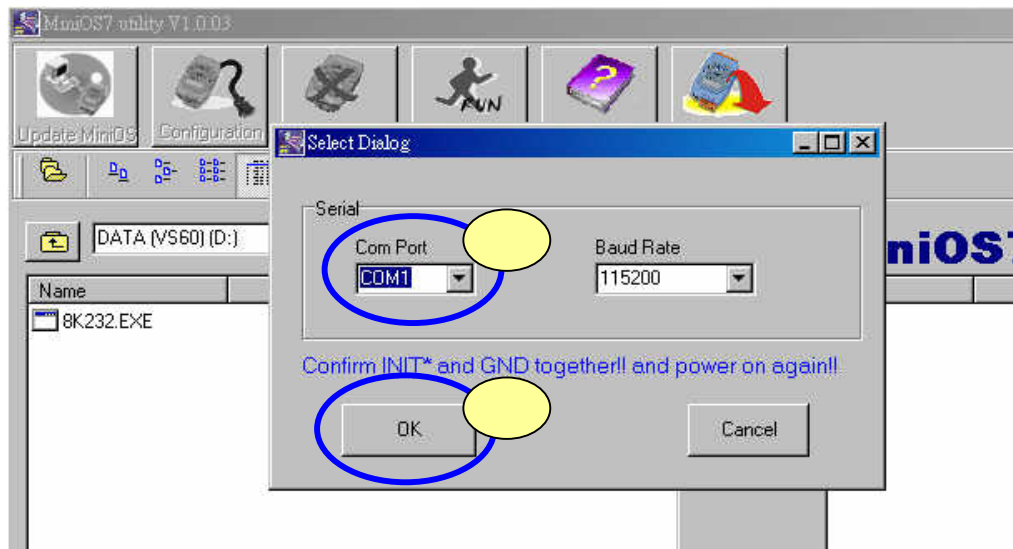 MiniOS7 utility V1.0.03
Update MiniOS
Configuration
RUN
Select Dialog
Serial
Com Port
Baud Rate
COM1
115200
Confirm INIT* and GND together!! and power on again!!
OK
Cancel
DATA (VS60) (D:)
niOS7
Name
8K232.EXE